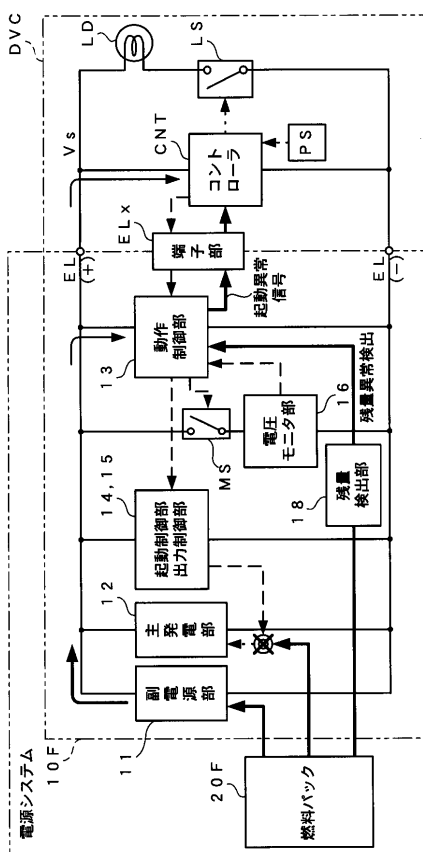 電源システム
10F
DVC
LD
LS
Vs
CNT
コント
ローラ
PS
ELx
端子部
EL
(+)
EL
(-)
起動異常
信号
動作
制御部
13
MS
電圧
モニタ部
16
残量異常検出
残量
検出部
18
14, 15
起動制御部
出力制御部
12
主発電部
副電源部
11
20F
燃料パック